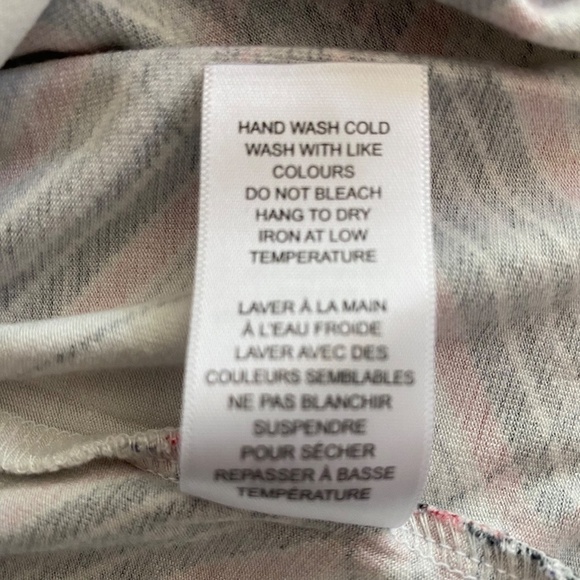 HAND WASH COLD
WASH WITH LIKE
COLOURS
DO NOT BLEACH
HANG TO DRY
IRON AT LOW
TEMPERATURE
LAVER À LA MAIN
À L'EAU FROIDE
LAVER AVEC DES
COULEURS SEMBLABLES
NE PAS BLANCHIR
SUSPENDRE
POUR SÉCHER
REPASSER À BASSE
TEMPÉRATURE